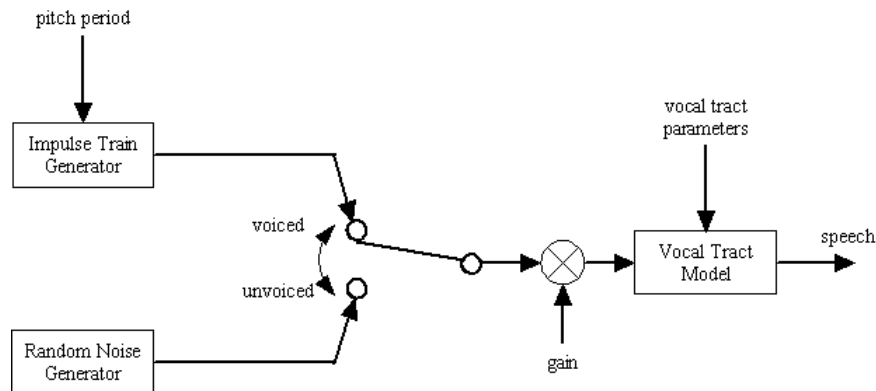 pitch period
Impulse Train
Generator
vocal tract
parameters
voiced
unvoiced
Vocal Tract
Model
speech
gain
Random Noise
Generator